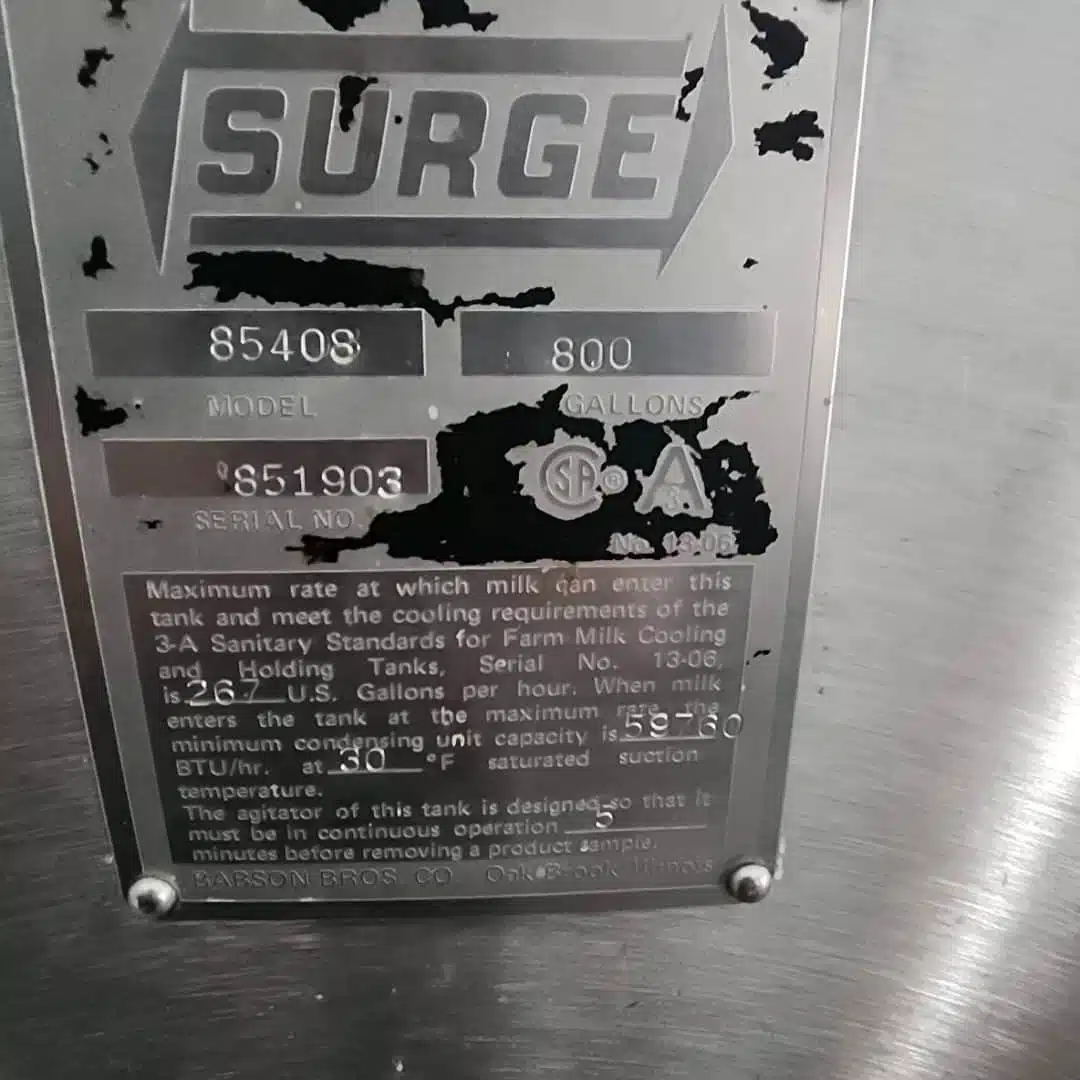 SURGE
85408 800
MODEL GALLONS
851903 SA ® A
SERIAL NO.
No. 13-06
Maximum rate at which milk can enter this
tank and meet the cooling requirements of the
3-A Sanitary Standards for Farm Milk Cooling
and Holding Tanks, Serial No. 13-06,
is 267 U.S. Gallons per hour. When milk
enters the tank at the maximum rate the
minimum condensing unit capacity is 59760
BTU/hr. at 30 °F saturated suction
temperature.
The agitator of this tank is designed so that it
must be in continuous operation 5
minutes before removing a product sample.
BABSON BROS. CO. Oak Brook Illinois